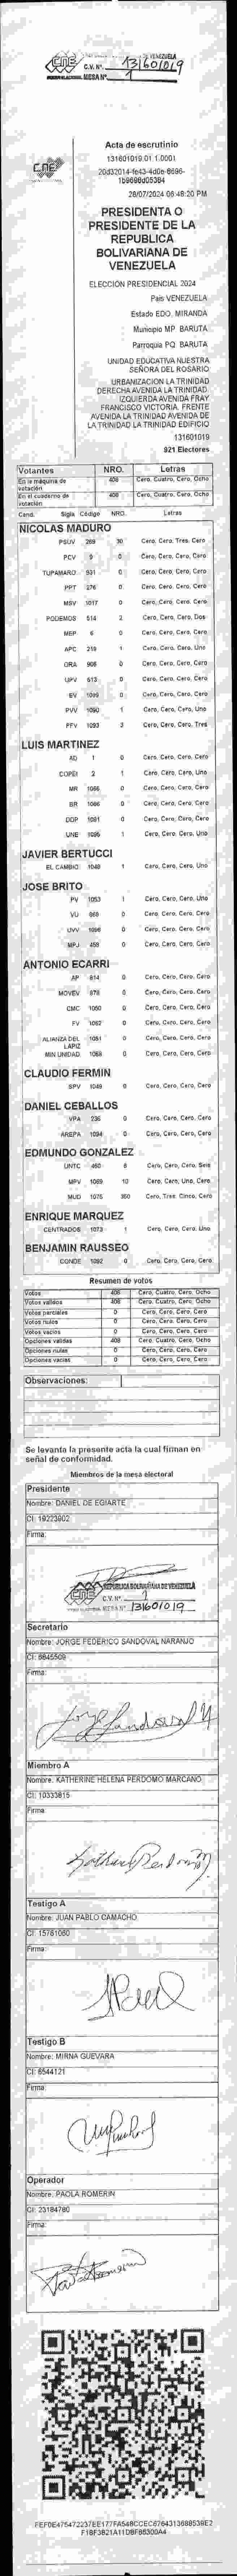 CNE
C.V. Nº. 131601019
MESA Nº 1
CNE
Acta de escrutinio
131601019.01.1.0001
28/07/2024 06:48:20 PM
PRESIDENTA O
PRESIDENTE DE LA
REPUBLICA
BOLIVARIANA DE
VENEZUELA
ELECCIÓN PRESIDENCIAL 2024
País VENEZUELA
Estado EDO. MIRANDA
Municipio MP. BARUTA
Parroquia PQ. BARUTA
UNIDAD EDUCATIVA NUESTRA
SEÑORA DEL ROSARIO
URBANIZACION LA TRINIDAD
DERECHA AVENIDA LA TRINIDAD.
IZQUIERDA AVENIDA FRAY
FRANCISCO VICTORIA. FRENTE
AVENIDA LA TRINIDAD AVENIDA DE
LA TRINIDAD LA TRINIDAD EDIFICIO
131601019
921 Electores
Votantes NRO. Letras
En la máquina de votación 408 Cero, Cuatro, Cero, Ocho
En el cuaderno de votación 408 Cero, Cuatro, Cero, Ocho
Cand. Sigla Código NRO. Letras
NICOLAS MADURO
PSUV 269 30 Cero, Cero, Tres, Cero
PCV 9 0 Cero, Cero, Cero, Cero
TUPAMARO 931 0 Cero, Cero, Cero, Cero
PPT 276 0 Cero, Cero, Cero, Cero
MSV 1017 0 Cero, Cero, Cero, Cero
PODEMOS 514 2 Cero, Cero, Cero, Dos
MEP 6 0 Cero, Cero, Cero, Cero
APC 219 1 Cero, Cero, Cero, Uno
ORA 908 0 Cero, Cero, Cero, Cero
UPV 613 0 Cero, Cero, Cero, Cero
EV 1099 0 Cero, Cero, Cero, Cero
PVV 1090 1 Cero, Cero, Cero, Uno
PFV 1093 3 Cero, Cero, Cero, Tres
LUIS MARTINEZ
AD 1 0 Cero, Cero, Cero, Cero
COPEI 2 1 Cero, Cero, Cero, Uno
MR 0 Cero, Cero, Cero, Cero
BR 1066 0 Cero, Cero, Cero, Cero
DDP 1091 0 Cero, Cero, Cero, Cero
UNE 1095 1 Cero, Cero, Cero, Uno
JAVIER BERTUCCI
EL CAMBIO 1048 1 Cero, Cero, Cero, Uno
JOSE BRITO
PV 1053 1 Cero, Cero, Cero, Uno
VU 969 0 Cero, Cero, Cero, Cero
UVV 1098 0 Cero, Cero, Cero, Cero
MPJ 459 0 Cero, Cero, Cero, Cero
ANTONIO ECARRI
AP 914 0 Cero, Cero, Cero, Cero
MOVEV 978 0 Cero, Cero, Cero, Cero
CMC 1050 0 Cero, Cero, Cero, Cero
FV 1052 0 Cero, Cero, Cero, Cero
ALIANZA DEL LAPIZ 1051 0 Cero, Cero, Cero, Cero
MIN UNIDAD 1068 0 Cero, Cero, Cero, Cero
CLAUDIO FERMIN
SPV 1049 0 Cero, Cero, Cero, Cero
DANIEL CEBALLOS
VPA 236 0 Cero, Cero, Cero, Cero
AREPA 1094 0 Cero, Cero, Cero, Cero
EDMUNDO GONZALEZ
UNTC 460 6 Cero, Cero, Cero, Seis
MPV 1069 10 Cero, Cero, Uno, Cero
MUD 1076 350 Cero, Tres, Cinco, Cero
ENRIQUE MARQUEZ
CENTRADOS 1073 1 Cero, Cero, Cero, Uno
BENJAMIN RAUSSEO
CONDE 1092 0 Cero, Cero, Cero, Cero
Resumen de votos
Votos 408 Cero, Cuatro, Cero, Ocho
Votos válidos 408 Cero, Cuatro, Cero, Ocho
Votos parciales 0 Cero, Cero, Cero, Cero
Votos nulos 0 Cero, Cero, Cero, Cero
Votos vacíos 0 Cero, Cero, Cero, Cero
Opciones válidas 408 Cero, Cuatro, Cero, Ocho
Opciones nulas 0 Cero, Cero, Cero, Cero
Opciones vacías 0 Cero, Cero, Cero, Cero
Observaciones:
Se levanta la presente acta la cual firman en
señal de conformidad.
Miembros de la mesa electoral
Presidente
Nombre: DANIEL DE EGIARTE
CI: 19223902
Firma:
CNE
REPUBLICA BOLIVARIANA DE VENEZUELA
C.V. Nº. 1
MESA Nº 131601019
Secretario
Nombre: JORGE FEDERICO SANDOVAL NARANJO
CI: 6845509
Firma:
Miembro A
Nombre: KATHERINE HELENA PERDOMO MARCANO
CI: 10333815
Firma:
Testigo A
Nombre: JUAN PABLO CAMACHO
CI: 15761060
Firma:
Testigo B
Nombre: MIRNA GUEVARA
CI: 6544121
Firma:
Operador
Nombre: PAOLA ROMERIN
CI: 23184780
Firma: